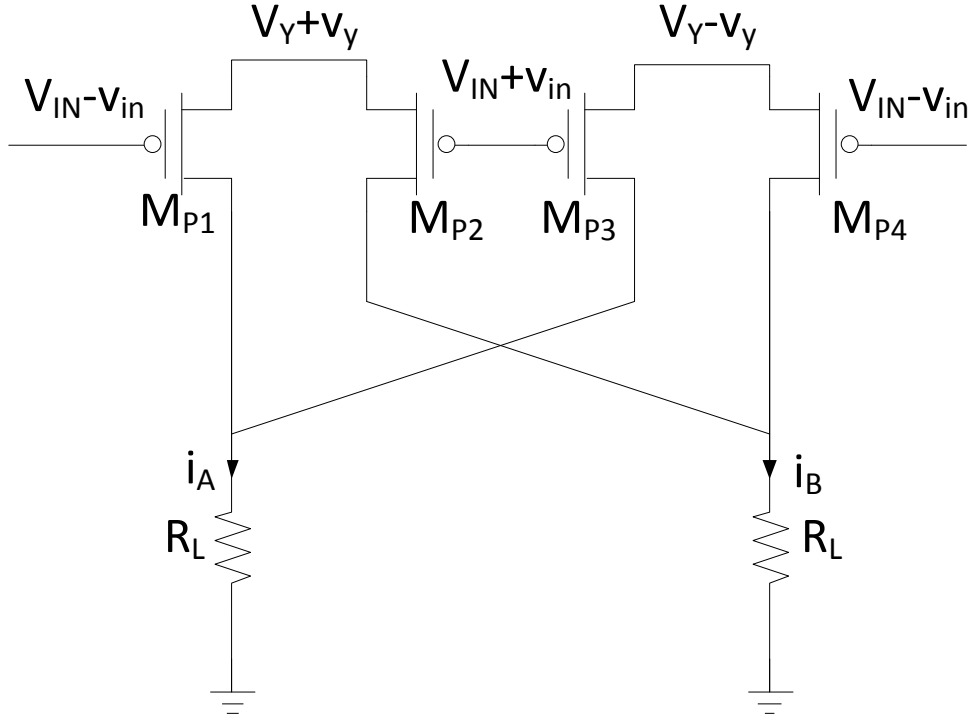 V_Y+v_y
V_Y-v_y
V_IN-v_in
V_IN+v_in
V_IN-v_in
M_P1
M_P2
M_P3
M_P4
i_A
i_B
R_L
R_L